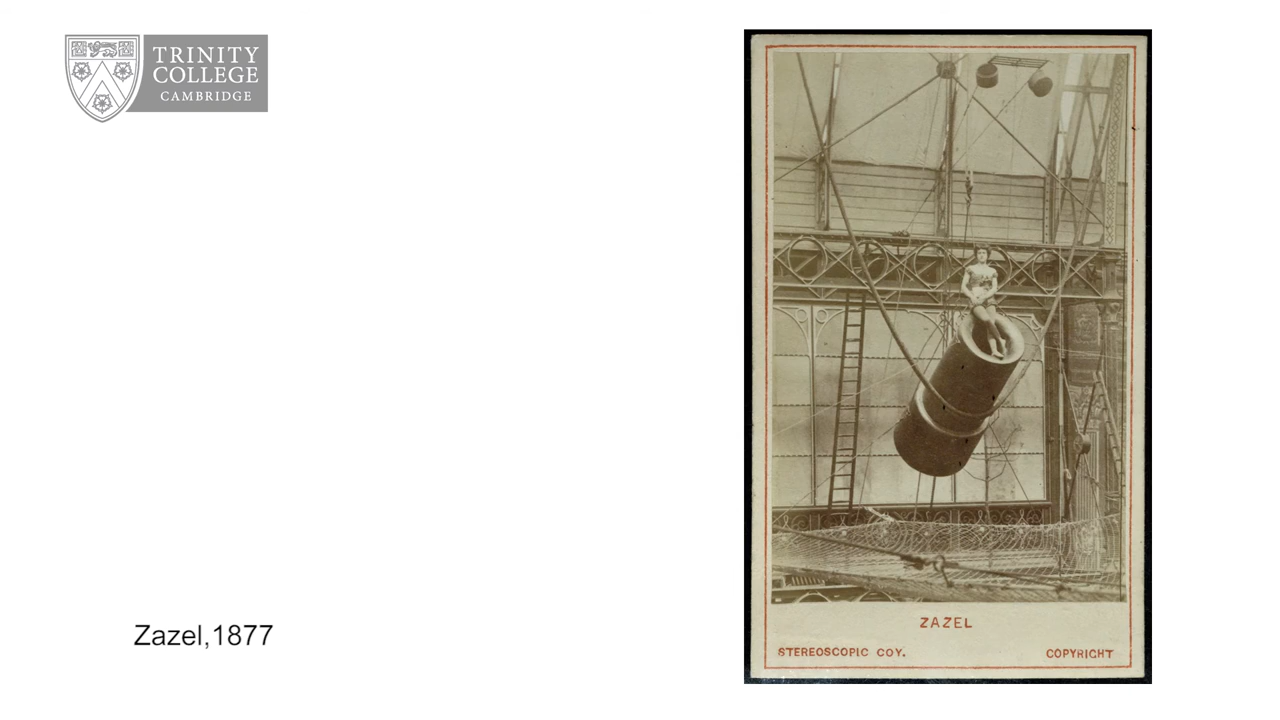 TRINITY
COLLEGE
CAMBRIDGE
Zazel,1877
ZAZEL
STEREOSCOPIC COY.
COPYRIGHT